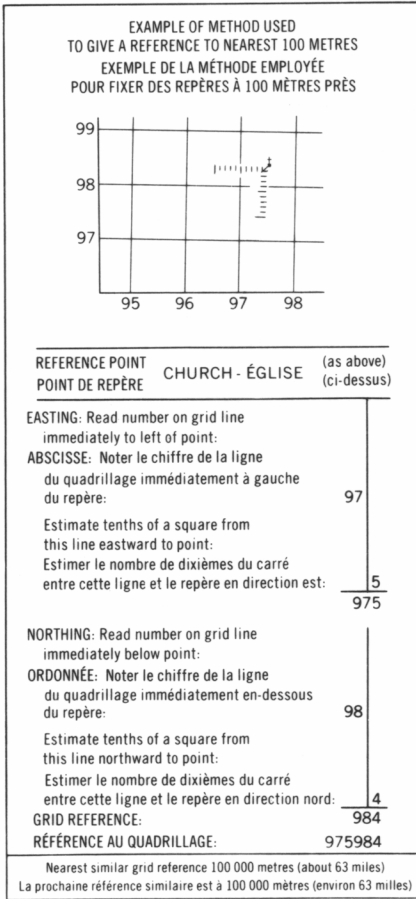 EXAMPLE OF METHOD USED
TO GIVE A REFERENCE TO NEAREST 100 METRES
EXEMPLE DE LA MÉTHODE EMPLOYÉE
POUR FIXER DES REPÈRES À 100 MÈTRES PRÈS
99
98
97
95 96 97 98
REFERENCE POINT
POINT DE REPÈRE
CHURCH - ÉGLISE
(as above)
(ci-dessus)
EASTING: Read number on grid line
immediately to left of point:
ABSCISSE: Noter le chiffre de la ligne
du quadrillage immédiatement à gauche
du repère: 97
Estimate tenths of a square from
this line eastward to point:
Estimer le nombre de dixièmes du carré
entre cette ligne et le repère en direction est: 5
975
NORTHING: Read number on grid line
immediately below point:
ORDONNÉE: Noter le chiffre de la ligne
du quadrillage immédiatement en-dessous
du repère: 98
Estimate tenths of a square from
this line northward to point:
Estimer le nombre de dixièmes du carré
entre cette ligne et le repère en direction nord: 4
GRID REFERENCE: 984
RÉFÉRENCE AU QUADRILLAGE: 975984
Nearest similar grid reference 100 000 metres (about 63 miles)
La prochaine référence similaire est à 100 000 mètres (environ 63 milles)